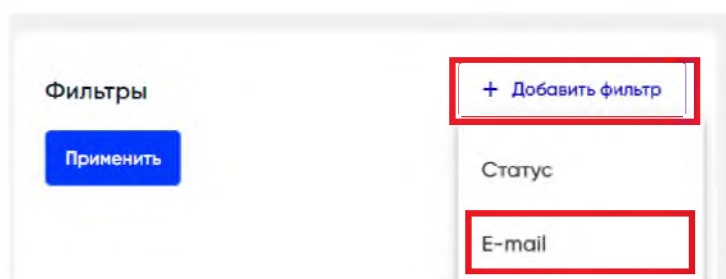 Фильтры
+ Добавить фильтр
Применить
Статус
E-mail